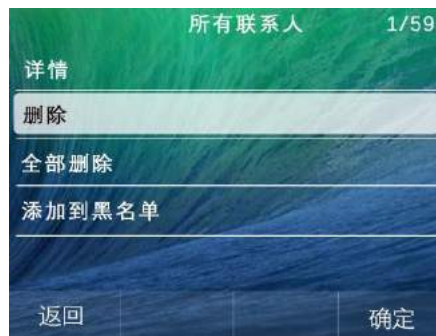 所有联系人 1/59
详情
删除
全部删除
添加到黑名单
返回 确定